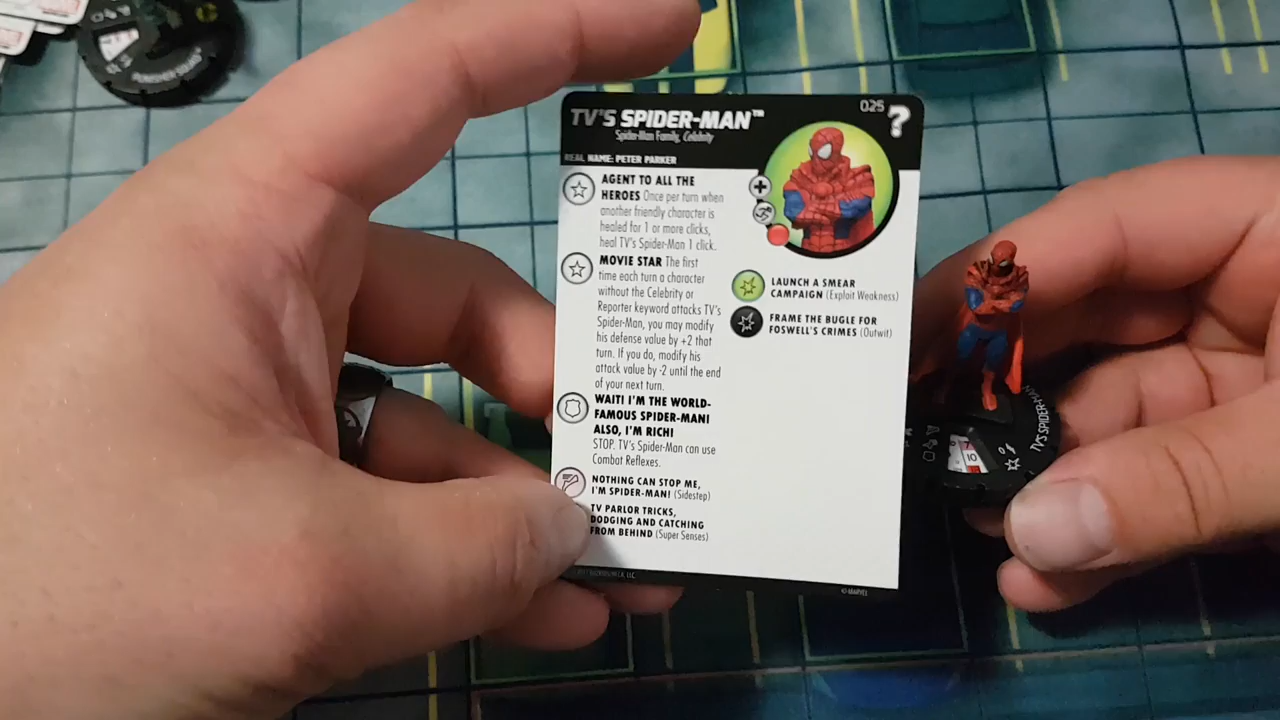 TV'S SPIDER-MAN™
025
?
Spider-Man Family, Celebrity
REAL NAME: PETER PARKER
AGENT TO ALL THE
HEROES Once per turn when
another friendly character is
healed for 1 or more clicks,
heal TV's Spider-Man 1 click.
MOVIE STAR The first
time each turn a character
without the Celebrity or
Reporter keyword attacks TV's
Spider-Man, you may modify
his defense value by +2 that
turn. If you do, modify his
attack value by -2 until the end
of your next turn.
WAIT! I'M THE WORLD-
FAMOUS SPIDER-MAN!
ALSO, I'M RICH!
STOP. TV's Spider-Man can use
Combat Reflexes.
NOTHING CAN STOP ME,
I'M SPIDER-MAN! (Sidestep)
TV PARLOR TRICKS,
DODGING AND CATCHING
FROM BEHIND (Super Senses)
LAUNCH A SMEAR
CAMPAIGN (Exploit Weakness)
FRAME THE BUGLE FOR
FOSWELL'S CRIMES (Outwit)
©MARVEL
TV'S SPIDER-MAN
7
10